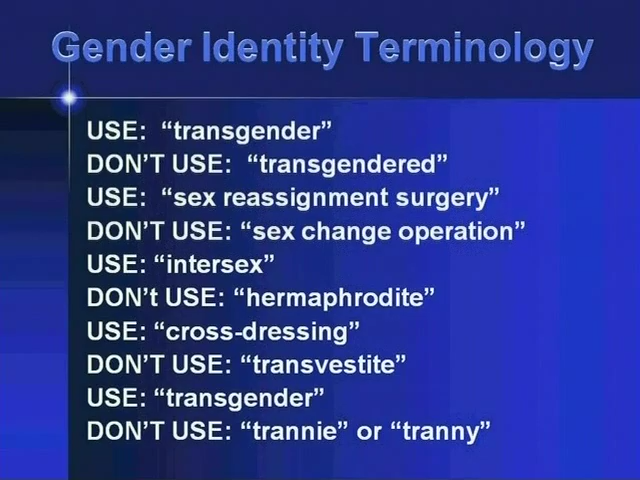 Gender Identity Terminology
USE:  “transgender”
DON’T USE:  “transgendered”
USE:  “sex reassignment surgery”
DON’T USE: “sex change operation”
USE: “intersex”
DON’t USE: “hermaphrodite”
USE: “cross-dressing”
DON’T USE: “transvestite”
USE: “transgender”
DON’T USE: “trannie” or “tranny”